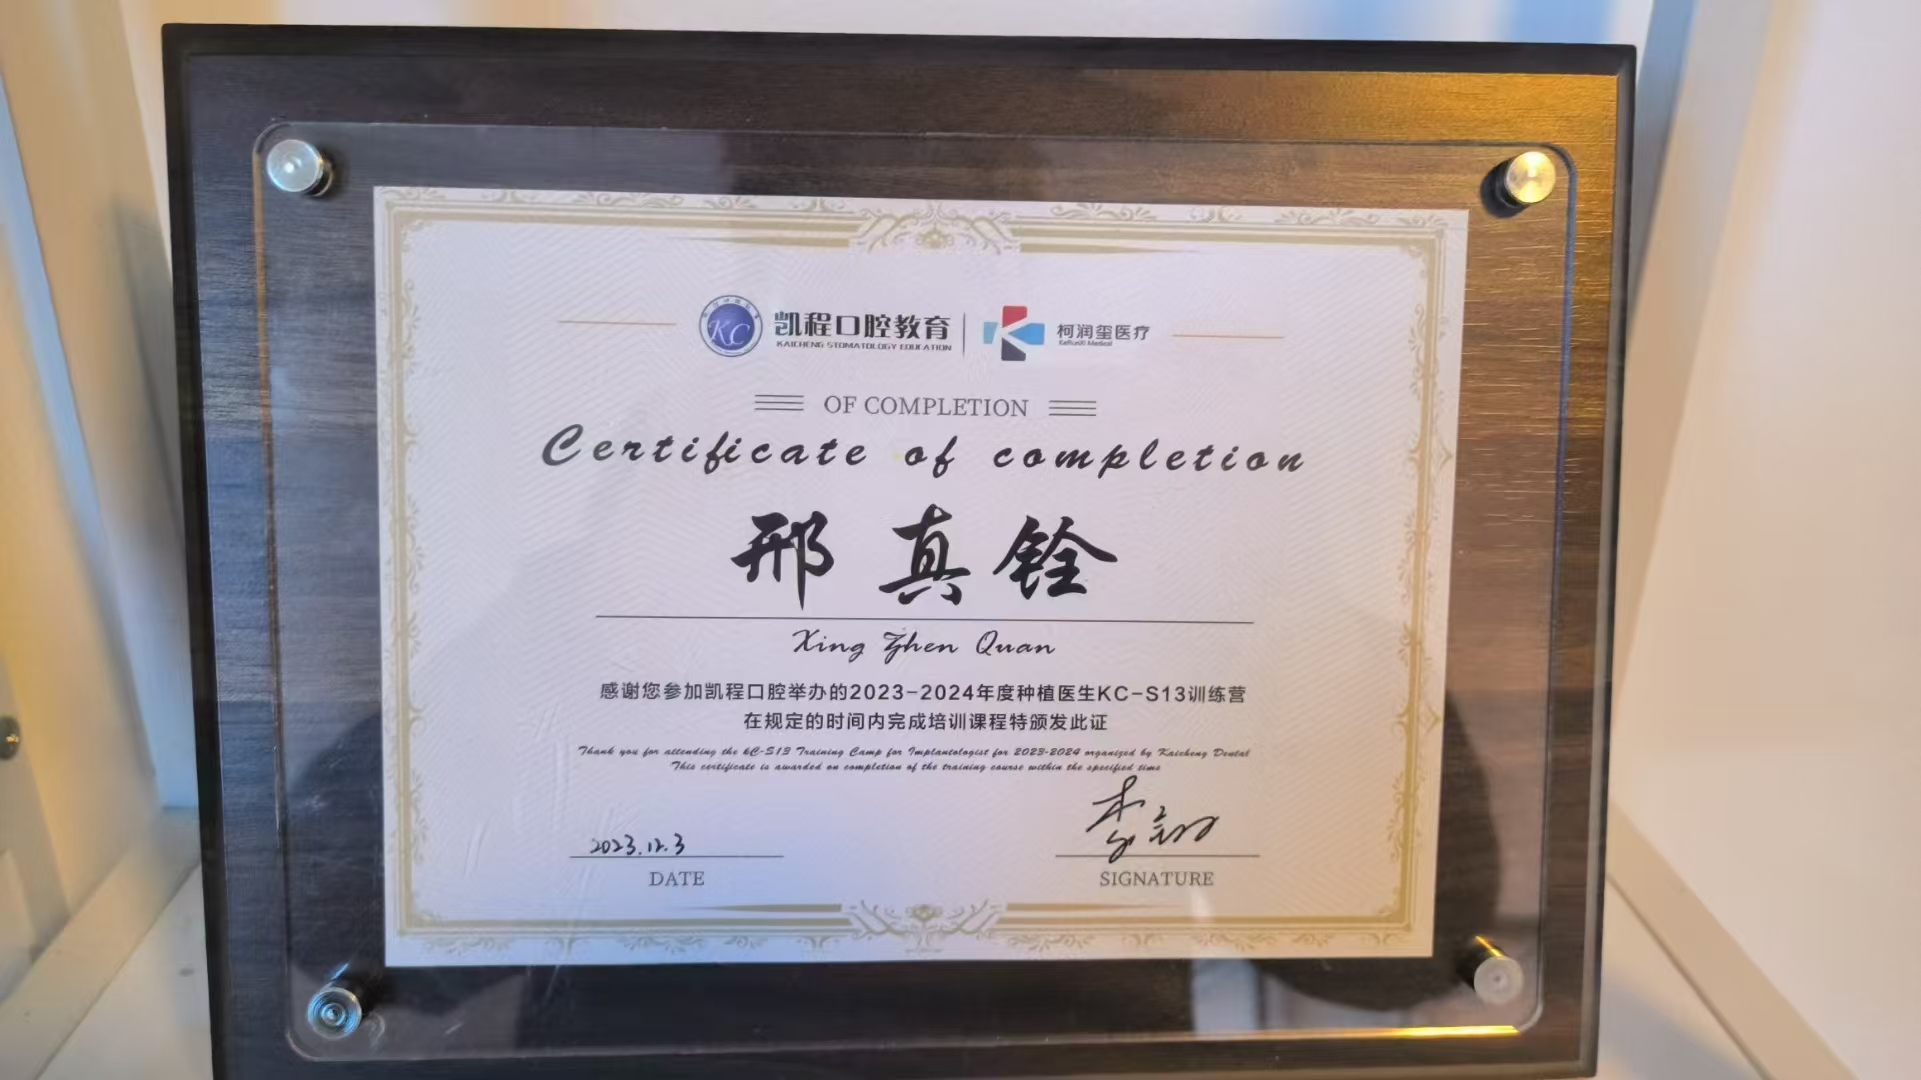 KC 凯程口腔教育 柯润玺医疗
KAICHENG STOMATOLOGY EDUCATION KeRunXi Medical
OF COMPLETION
Certificate of completion
邢真铨
Xing Zhen Quan
感谢您参加凯程口腔举办的2023-2024年度种植医生KC-S13训练营
在规定的时间内完成培训课程特颁发此证
Thank you for attending the kC-S13 Training Camp for Implantologist for 2023-2024 organized by Kaicheng Dental
This certificate is awarded on completion of the training course within the specified time
2023.12.3
DATE SIGNATURE